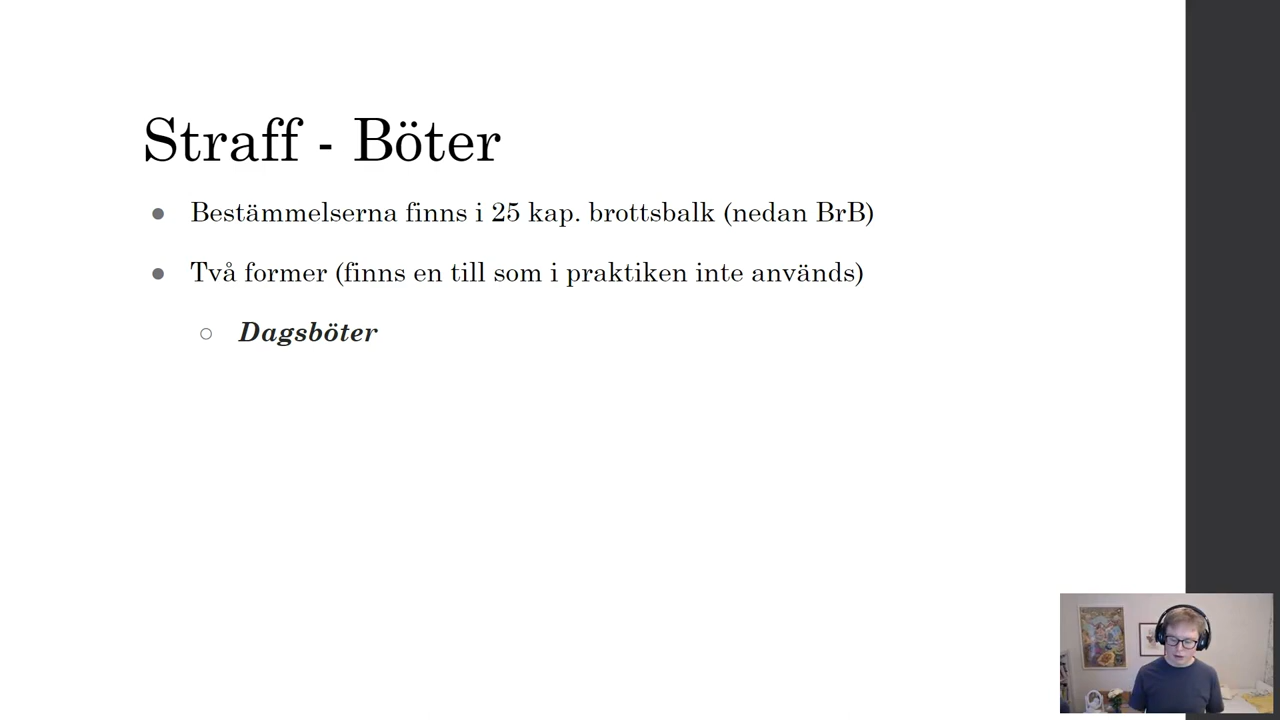 Straff - Böter
● Bestämmelserna finns i 25 kap. brottsbalk (nedan BrB)
● Två former (finns en till som i praktiken inte används)
○ Dagsböter